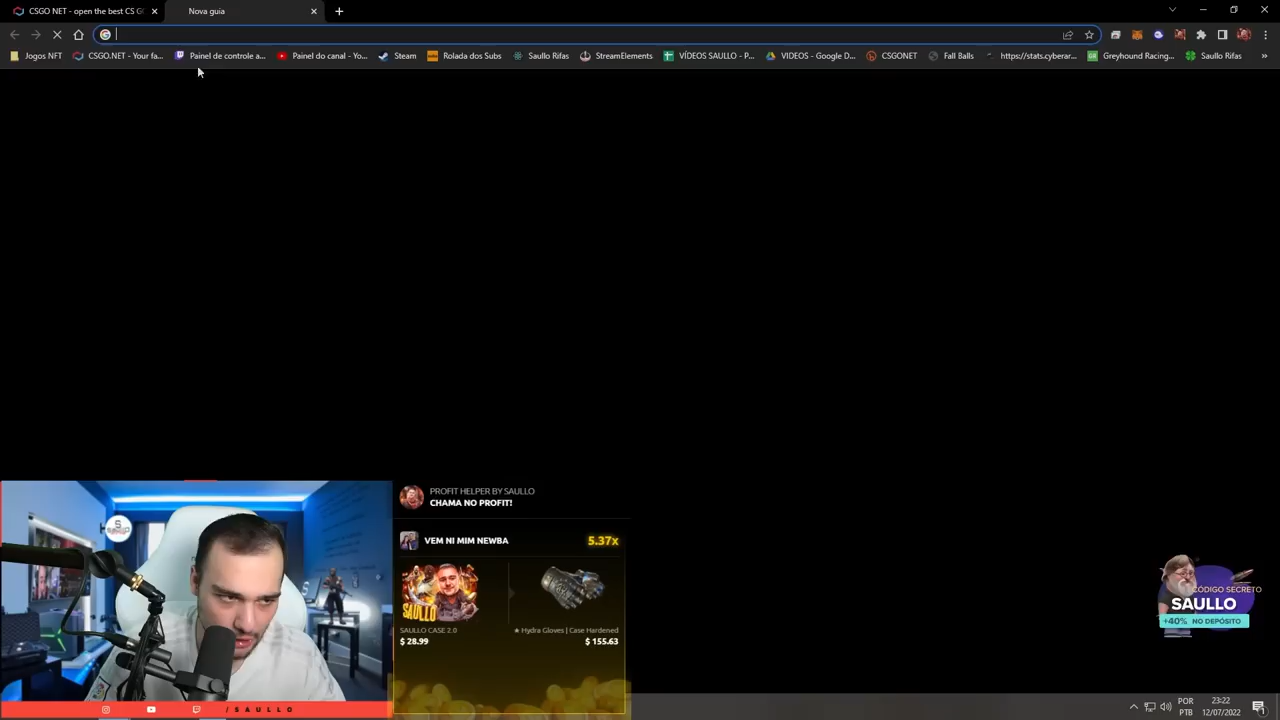 CSGO NET - open the best CS G
Nova guia
Jogos NFT
CSGO.NET - Your fa...
Painel de controle a...
Painel do canal - Yo...
Steam
Rolada dos Subs
Saullo Rifas
StreamElements
VÍDEOS SAULLO - P...
VIDEOS - Google D...
CSGONET
Fall Balls
https://stats.cyberar...
Greyhound Racing...
Saullo Rifas
PROFIT HELPER BY SAULLO
CHAMA NO PROFIT!
VEM NI MIM NEWBA
5.37x
SAULLO
SAULLO CASE 2.0
$ 28.99
★ Hydra Gloves | Case Hardened
$ 155.63
CÓDIGO SECRETO
SAULLO
+40% NO DEPÓSITO
/SAULLO
POR
PTB
23:22
12/07/2022